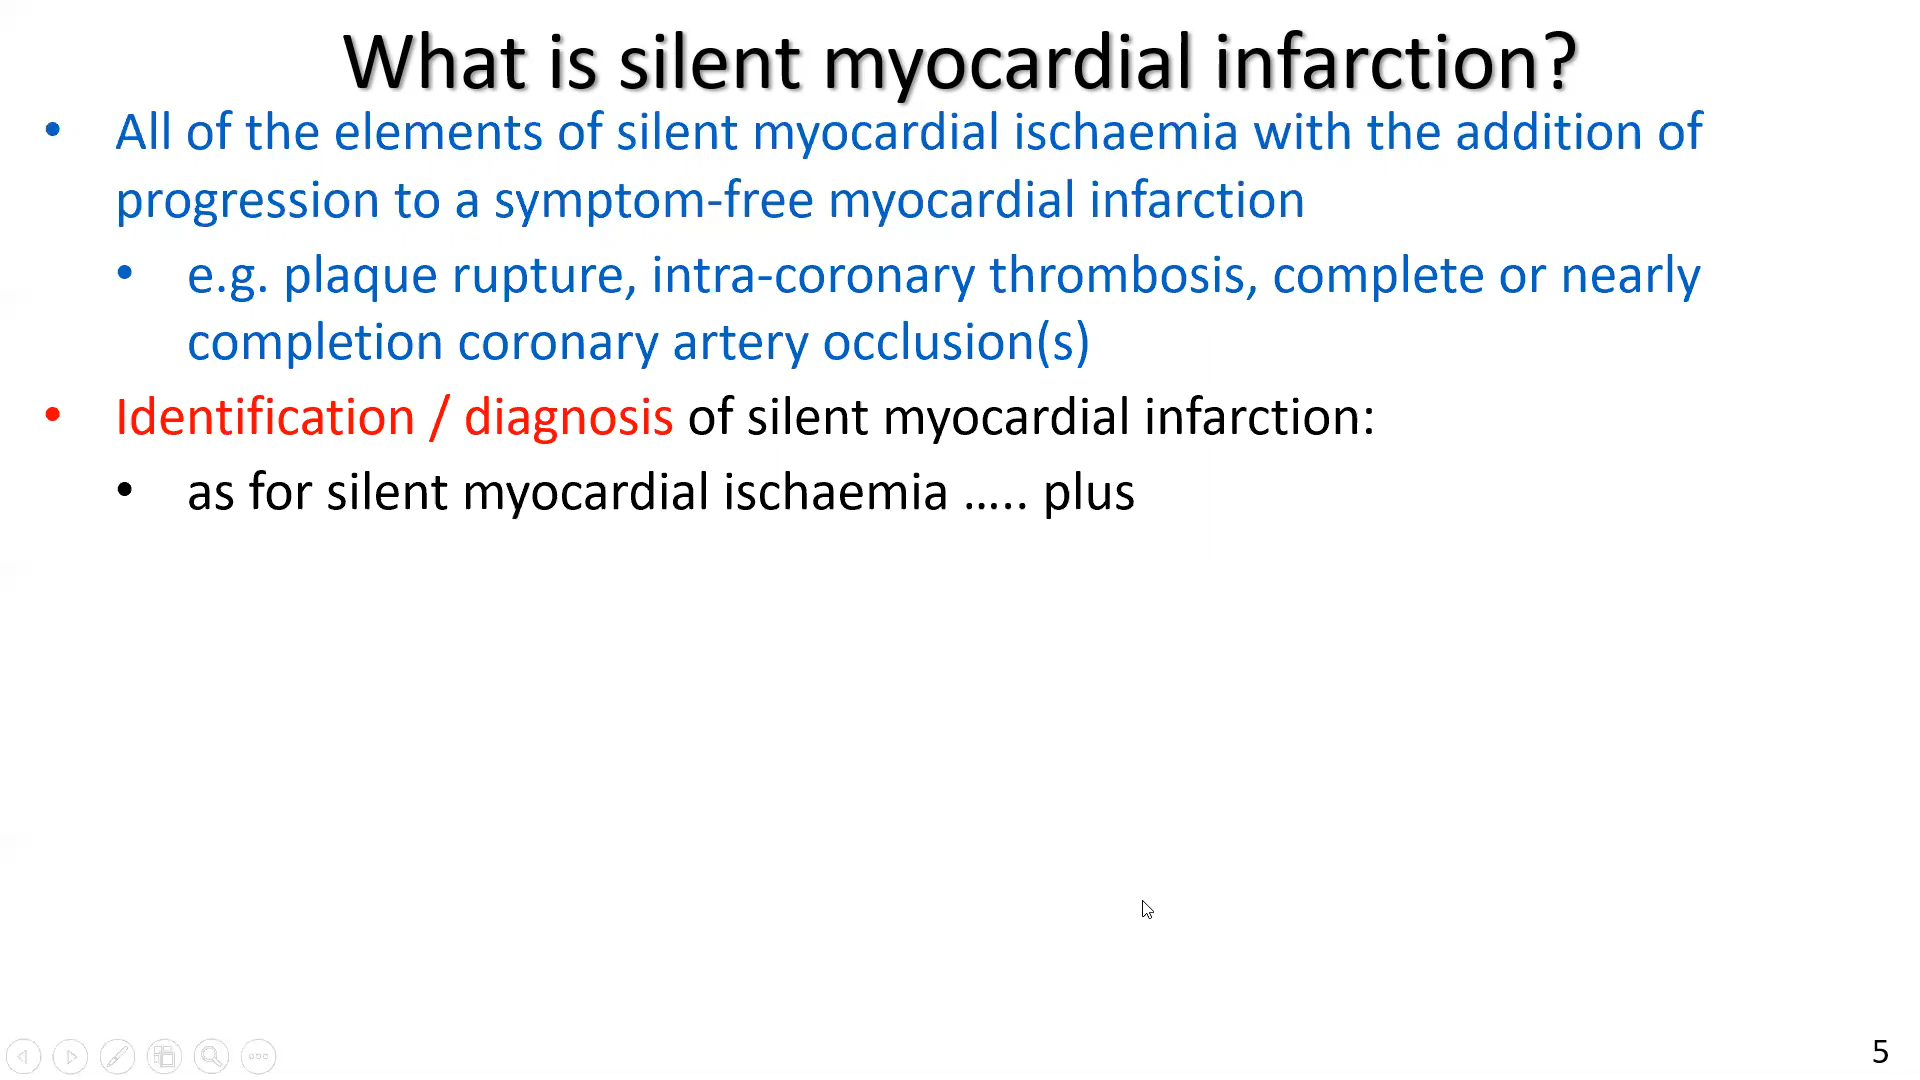 What is silent myocardial infarction?
• All of the elements of silent myocardial ischaemia with the addition of
progression to a symptom-free myocardial infarction
• e.g. plaque rupture, intra-coronary thrombosis, complete or nearly
completion coronary artery occlusion(s)
• Identification / diagnosis of silent myocardial infarction:
• as for silent myocardial ischaemia ….. plus
5